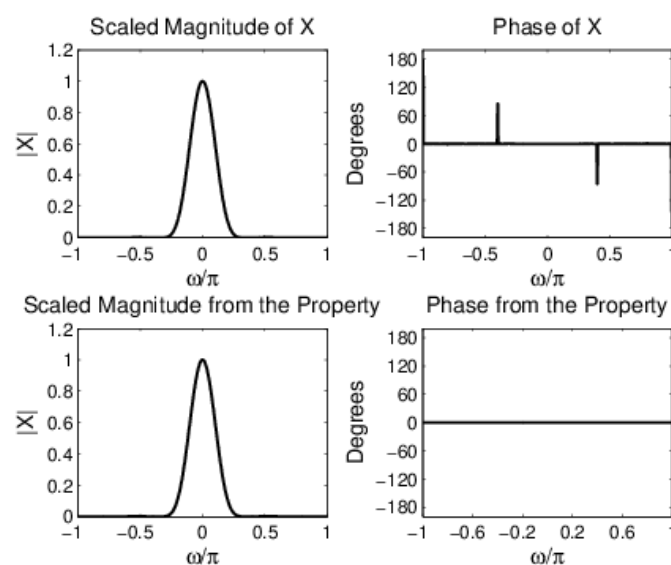 Scaled Magnitude of X
|X|
1.2
1
0.8
0.6
0.4
0.2
0
−1 −0.5 0 0.5 1
ω/π
Phase of X
Degrees
180
120
60
0
−60
−120
−180
−1 −0.5 0 0.5 1
ω/π
Scaled Magnitude from the Property
|X|
1.2
1
0.8
0.6
0.4
0.2
0
−1 −0.5 0 0.5 1
ω/π
Phase from the Property
Degrees
180
120
60
0
−60
−120
−180
−1 −0.6 −0.2 0.2 0.6 1
ω/π